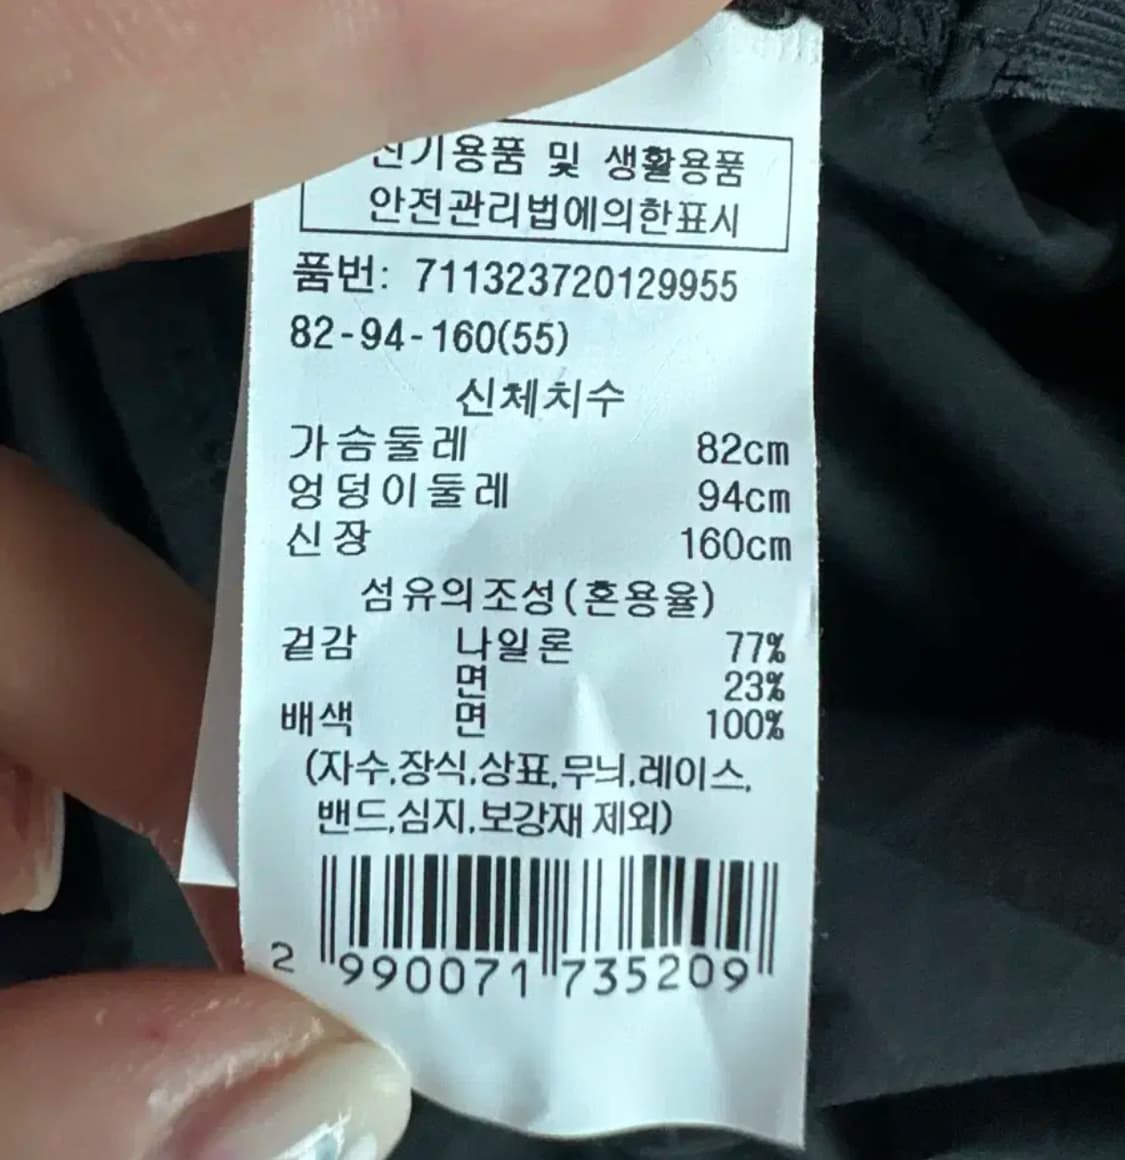 전기용품 및 생활용품
안전관리법에의한표시
품번: 711323720129955
82-94-160(55)
신체치수
가슴둘레 82cm
엉덩이둘레 94cm
신장 160cm
섬유의조성(혼용율)
겉감 나일론 77%
면 23%
배색 면 100%
(자수,장식,상표,무늬,레이스,
밴드,심지,보강재 제외)
2 990071 735209